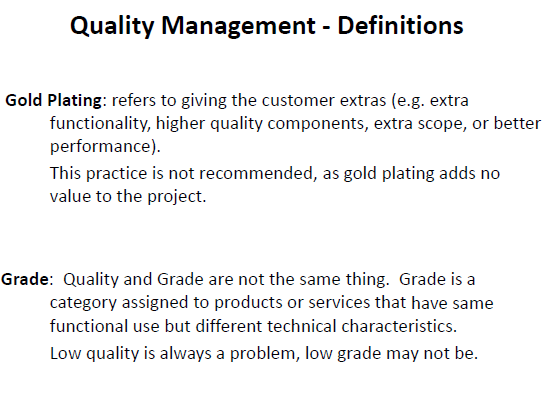 Quality Management - Definitions
Gold Plating: refers to giving the customer extras (e.g. extra
functionality, higher quality components, extra scope, or better
performance).
This practice is not recommended, as gold plating adds no
value to the project.
Grade:  Quality and Grade are not the same thing.  Grade is a
category assigned to products or services that have same
functional use but different technical characteristics.
Low quality is always a problem, low grade may not be.